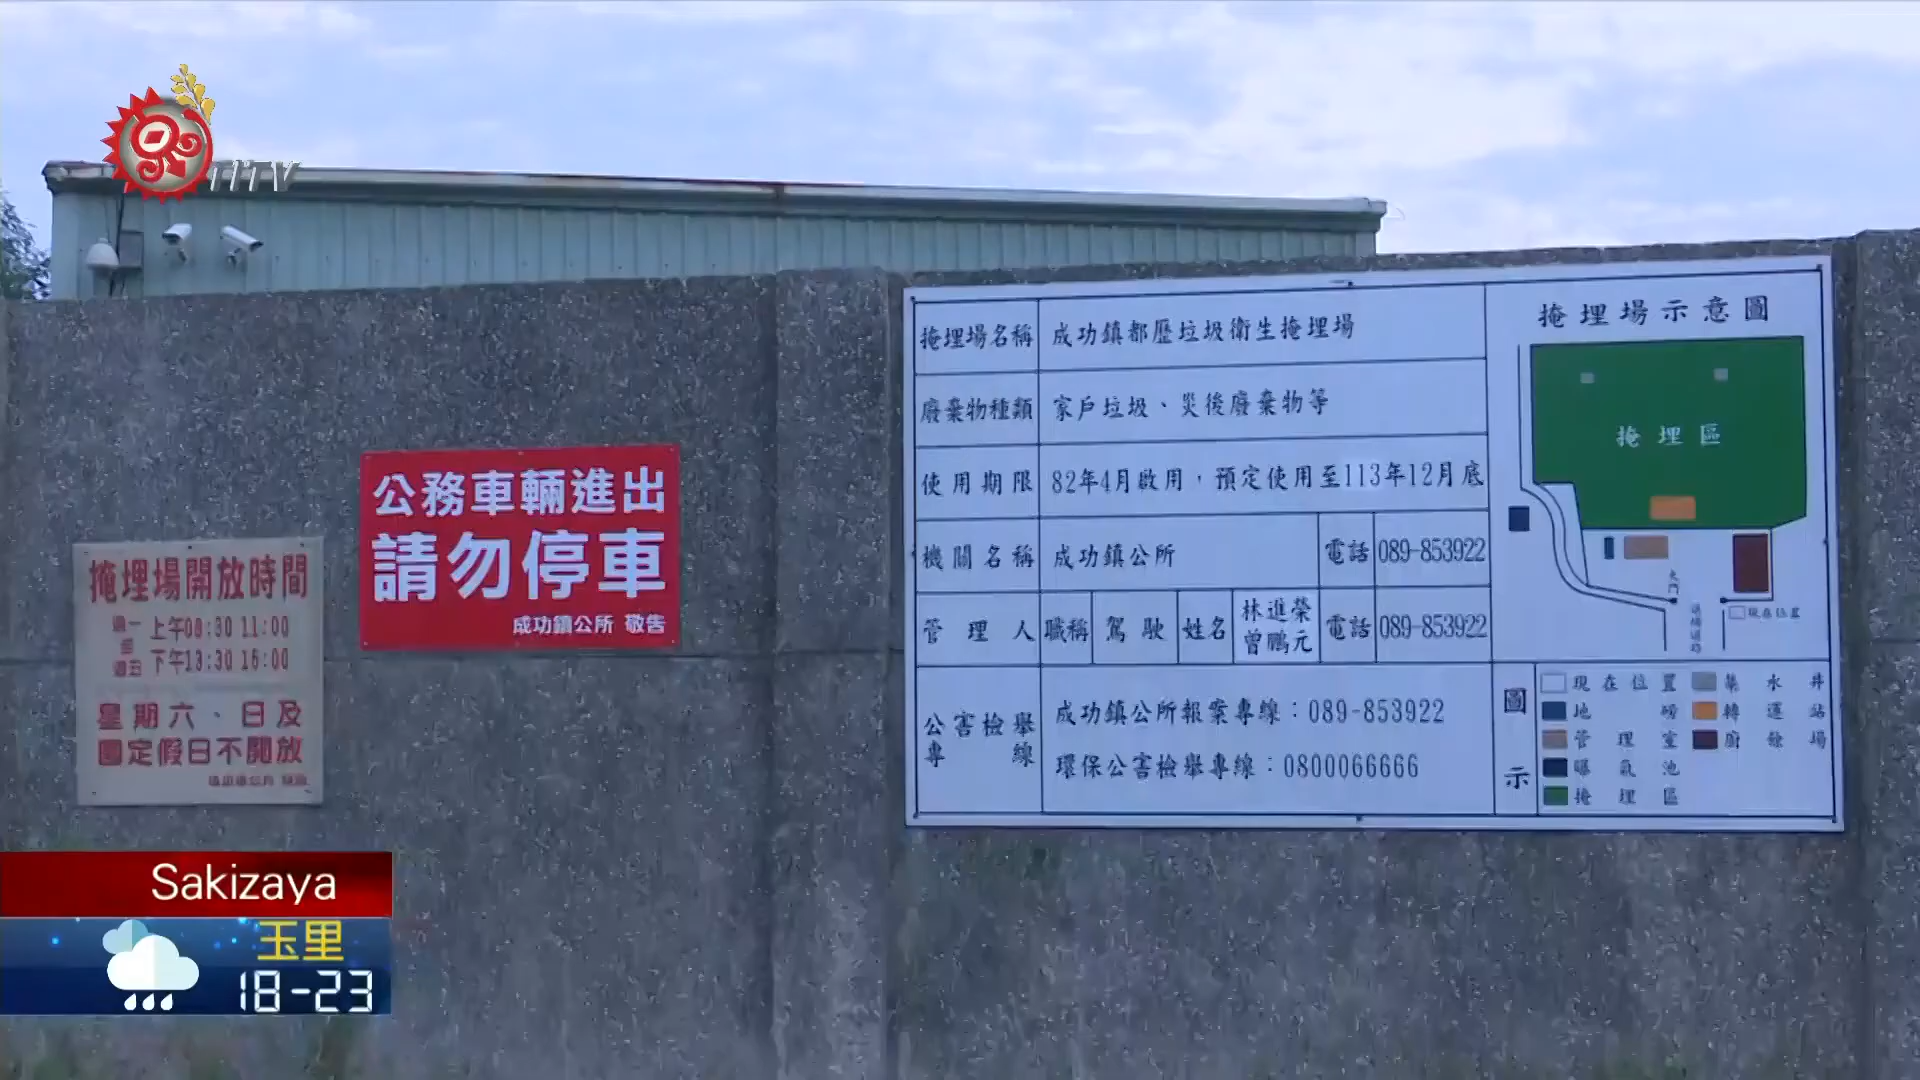 TITV
掩埋場開放時間
週一 上午08:30 11:00
至
週五 下午13:30 16:00
星期六、日及
國定假日不開放
公務車輛進出
請勿停車
成功鎮公所 敬告
掩埋場名稱 成功鎮都歷垃圾衛生掩埋場
廢棄物種類 家戶垃圾、災後廢棄物等
使用期限 82年4月啟用，預定使用至113年12月底
機關名稱 成功鎮公所 電話 089-853922
管理人 職稱 駕駛 姓名 林進榮 曾鵬元 電話 089-853922
公害檢舉專線 成功鎮公所報案專線：089-853922
環保公害檢舉專線：0800066666
掩埋場示意圖
掩埋區
大門
現在位置
圖示
現在位置 集水井
地磅 轉運站
管理室 廚餘場
曝氣池
掩埋區
Sakizaya
玉里
18-23